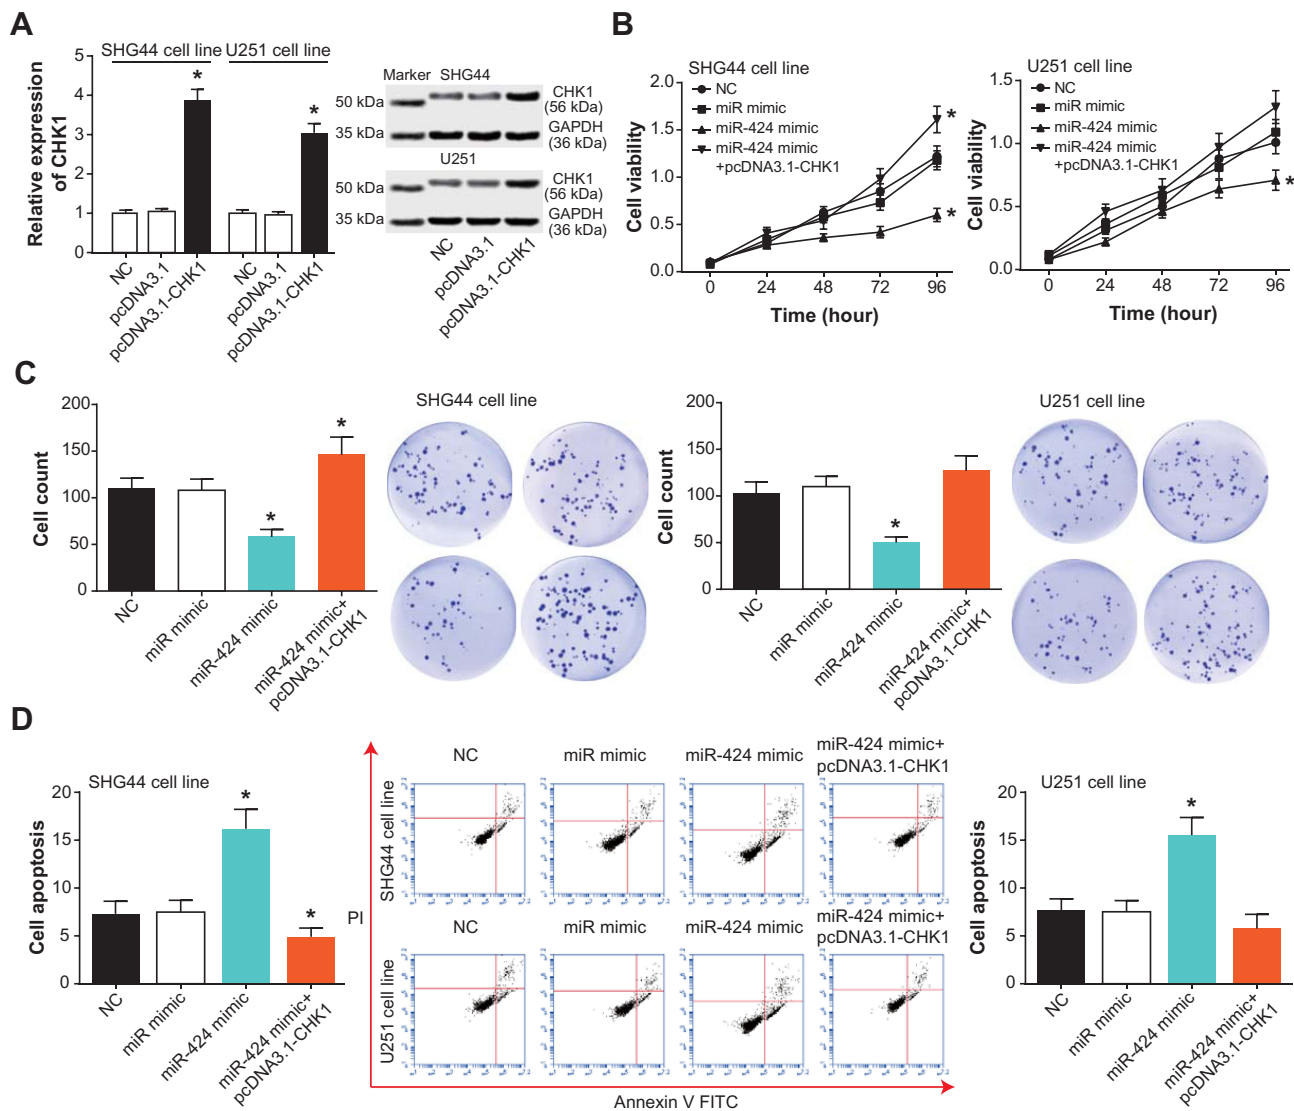 A
SHG44 cell line
U251 cell line
Relative expression
of CHK1
5
4
3
2
1
0
*
*
NC
pcDNA3.1
pcDNA3.1-CHK1
NC
pcDNA3.1
pcDNA3.1-CHK1
Marker
SHG44
50 kDa
35 kDa
CHK1
(56 kDa)
GAPDH
(36 kDa)
U251
50 kDa
35 kDa
CHK1
(56 kDa)
GAPDH
(36 kDa)
NC
pcDNA3.1
pcDNA3.1-CHK1
B
SHG44 cell line
NC
miR mimic
miR-424 mimic
miR-424 mimic
+pcDNA3.1-CHK1
Cell viability
2.0
1.5
1.0
0.5
0.0
*
*
0 24 48 72 96
Time (hour)
U251 cell line
NC
miR mimic
miR-424 mimic
miR-424 mimic
+pcDNA3.1-CHK1
Cell viability
1.5
1.0
0.5
0.0
*
0 24 48 72 96
Time (hour)
C
Cell count
200
150
100
50
0
*
*
NC
miR mimic
miR-424 mimic
miR-424 mimic+
pcDNA3.1-CHK1
SHG44 cell line
Cell count
200
150
100
50
0
*
NC
miR mimic
miR-424 mimic
miR-424 mimic+
pcDNA3.1-CHK1
U251 cell line
D
SHG44 cell line
Cell apoptosis
20
15
10
5
0
*
*
NC
miR mimic
miR-424 mimic
miR-424 mimic+
pcDNA3.1-CHK1
PI
SHG44 cell line
NC
miR mimic
miR-424 mimic
miR-424 mimic+
pcDNA3.1-CHK1
U251 cell line
NC
miR mimic
miR-424 mimic
miR-424 mimic+
pcDNA3.1-CHK1
Annexin V FITC
U251 cell line
Cell apoptosis
20
15
10
5
0
*
NC
miR mimic
miR-424 mimic
miR-424 mimic+
pcDNA3.1-CHK1